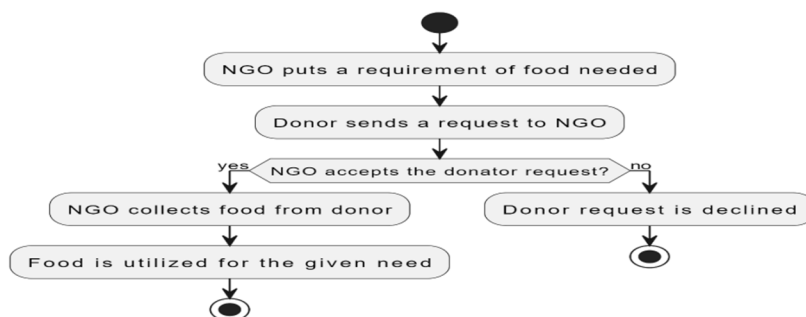 NGO puts a requirement of food needed
Donor sends a request to NGO
yes
NGO accepts the donator request?
no
NGO collects food from donor
Donor request is declined
Food is utilized for the given need